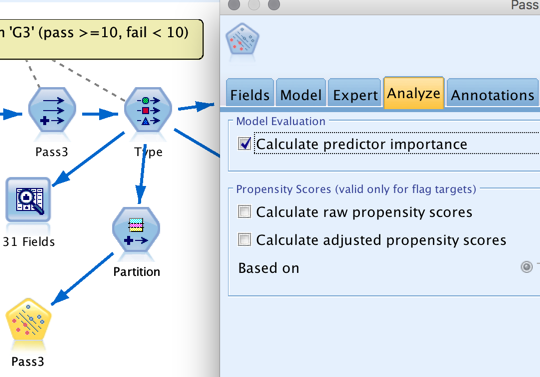 'G3' (pass >=10, fail < 10)
Pass3
Type
31 Fields
Partition
Pass3
Pass
Fields Model Expert Analyze Annotations
Model Evaluation
Calculate predictor importance
Propensity Scores (valid only for flag targets)
Calculate raw propensity scores
Calculate adjusted propensity scores
Based on